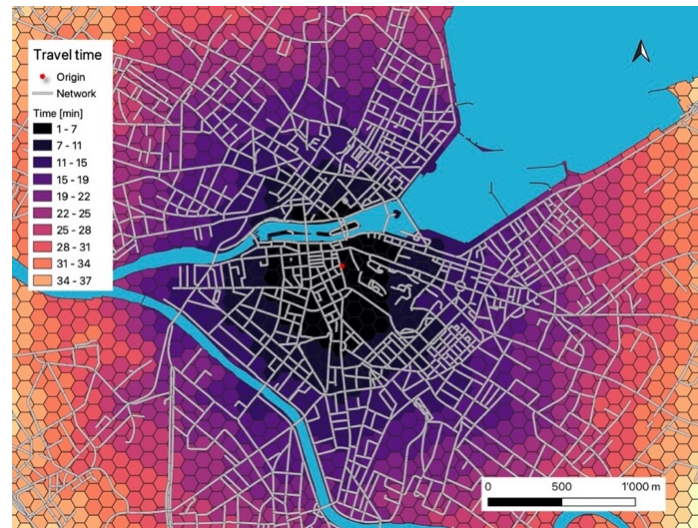 Travel time
Origin
Network
Time [min]
1 - 7
7 - 11
11 - 15
15 - 19
19 - 22
22 - 25
25 - 28
28 - 31
31 - 34
34 - 37
0 500 1'000 m